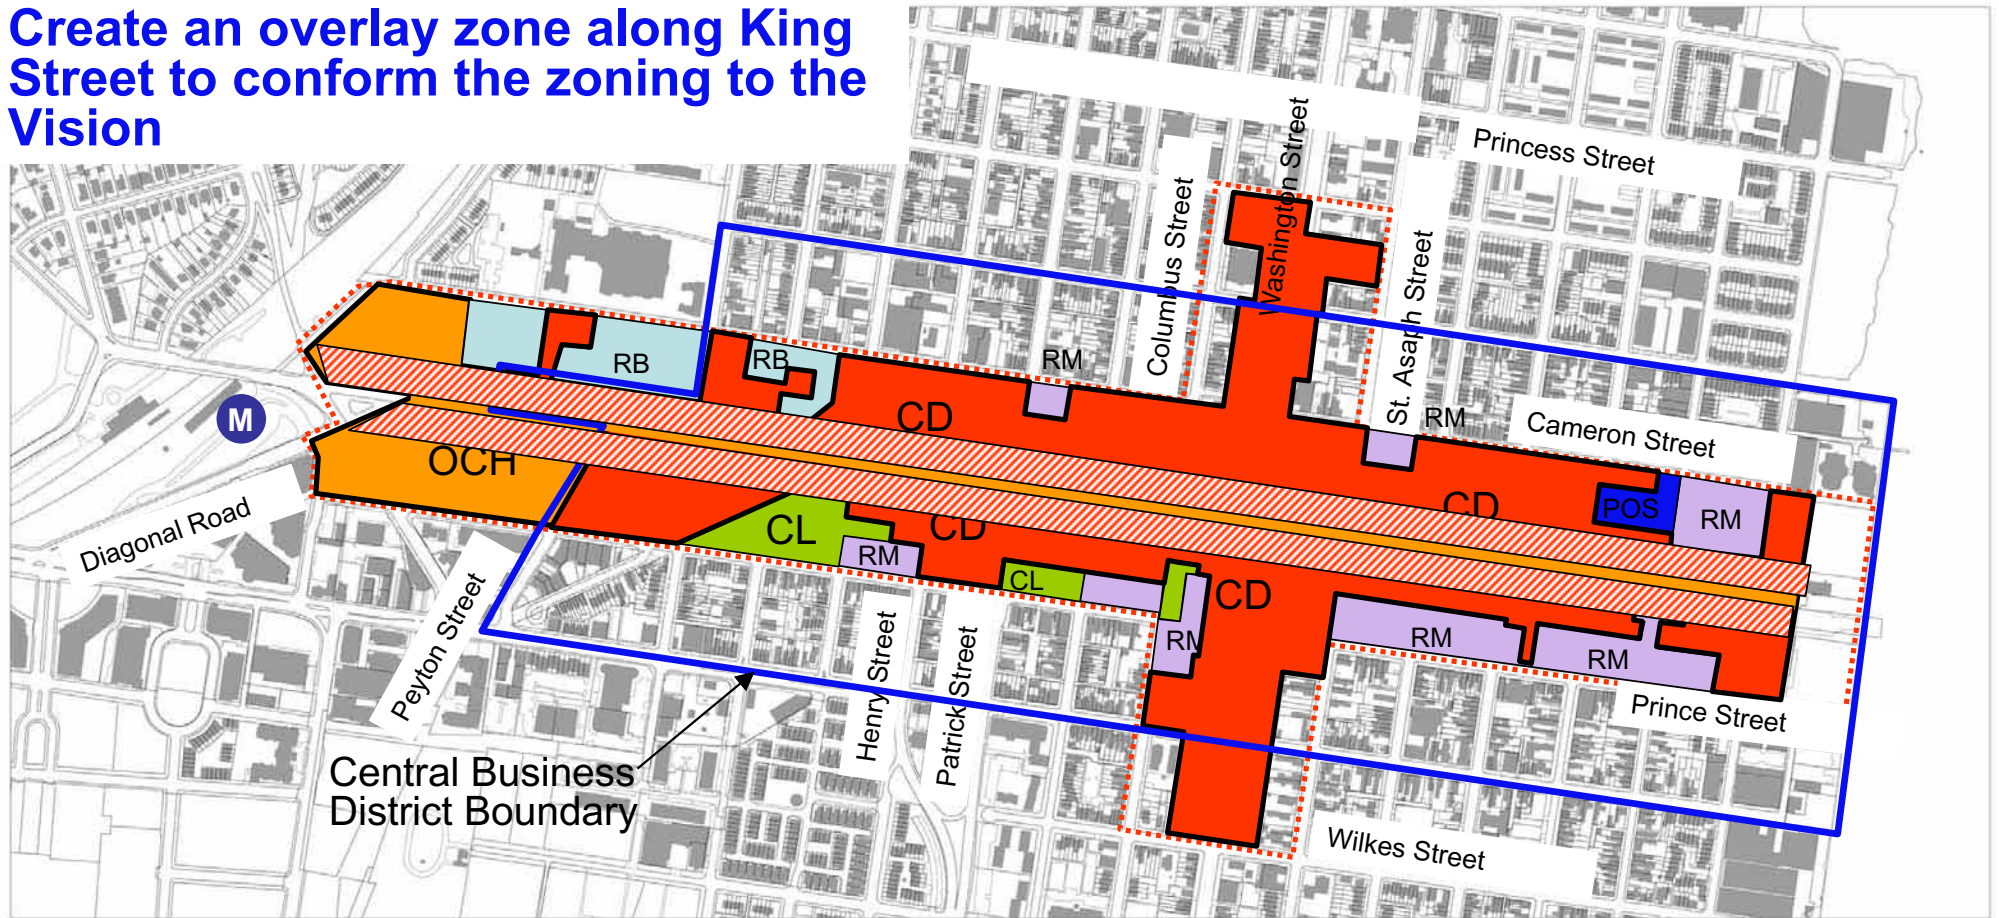 Create an overlay zone along King
Street to conform the zoning to the
Vision
Princess Street
Washington Street
Columbus Street
St. Asaph Street
RB
RB
RM
CD
RM
Cameron Street
M
OCH
CD
POS
RM
Diagonal Road
CL
CD
RM
CL
CD
RM
RM
RM
Peyton Street
Henry Street
Patrick Street
Prince Street
Central Business
District Boundary
Wilkes Street